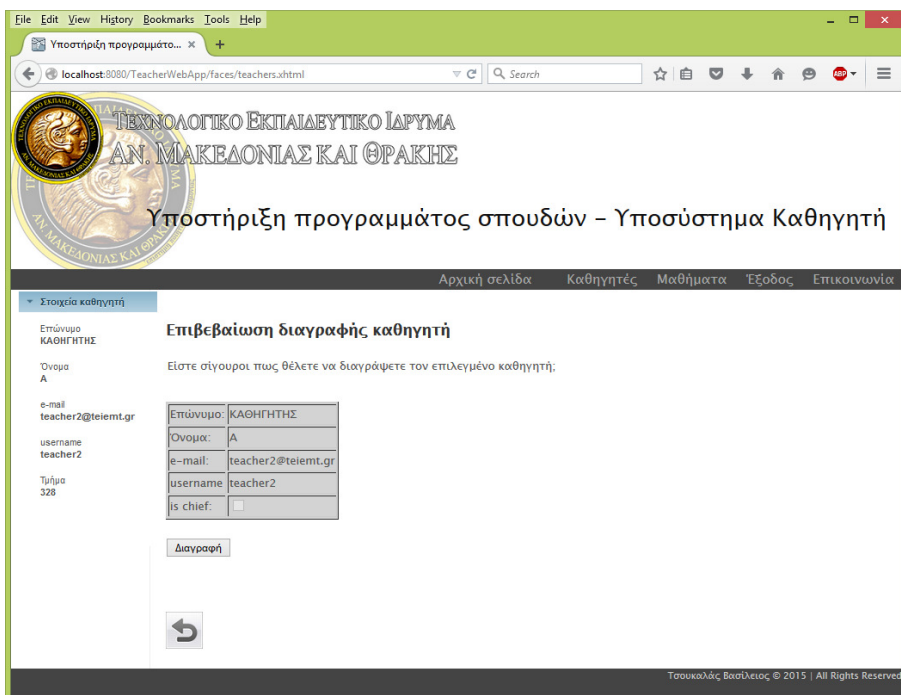 File Edit View History Bookmarks Tools Help
Υποστήριξη προγραμμάτο... × +
localhost:8080/TeacherWebApp/faces/teachers.xhtml Search ABP
ΤΕΧΝΟΛΟΓΙΚΟ ΕΚΠΑΙΔΕΥΤΙΚΟ ΙΔΡΥΜΑ
ΑΝ. ΜΑΚΕΔΟΝΙΑΣ ΚΑΙ ΘΡΑΚΗΣ
Υποστήριξη προγραμμάτος σπουδών – Υποσύστημα Καθηγητή
Αρχική σελίδα Καθηγητές Μαθήματα Έξοδος Επικοινωνία
Στοιχεία καθηγητή
Επώνυμο
ΚΑΘΗΓΗΤΗΣ
Όνομα
Α
e-mail
teacher2@teiemt.gr
username
teacher2
Τμήμα
328
Επιβεβαίωση διαγραφής καθηγητή
Είστε σίγουροι πως θέλετε να διαγράψετε τον επιλεγμένο καθηγητή;
Επώνυμο: ΚΑΘΗΓΗΤΗΣ
Όνομα: Α
e-mail: teacher2@teiemt.gr
username teacher2
is chief:
Διαγραφή
Τσουκαλάς Βασίλειος © 2015 | All Rights Reserved